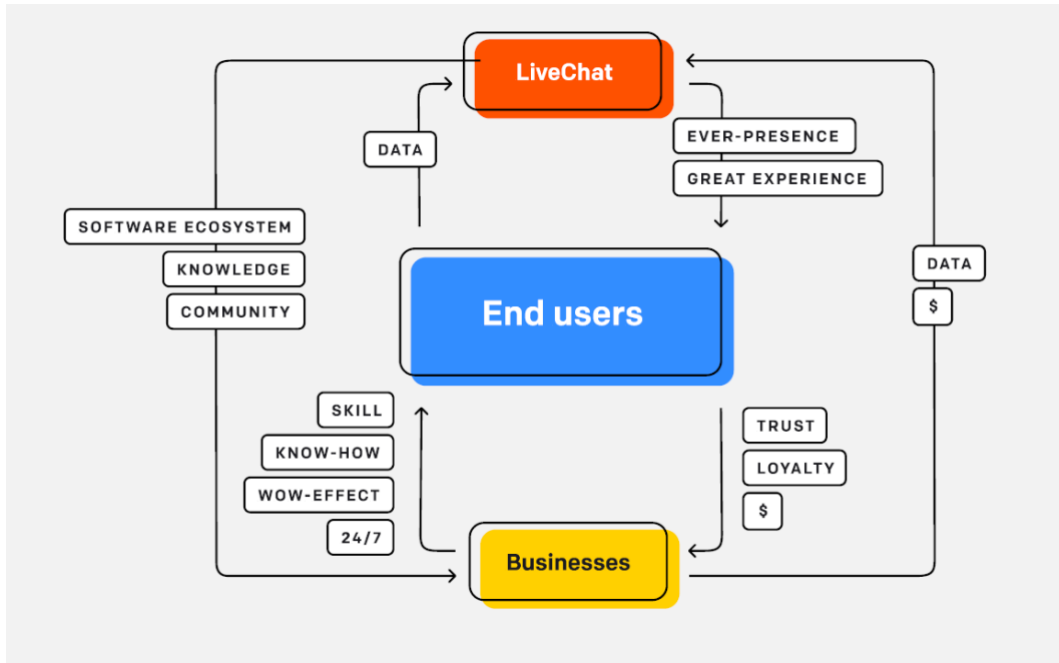 LiveChat
DATA
EVER-PRESENCE
GREAT EXPERIENCE
SOFTWARE ECOSYSTEM
KNOWLEDGE
COMMUNITY
DATA
$
End users
SKILL
KNOW-HOW
WOW-EFFECT
24/7
TRUST
LOYALTY
$
Businesses